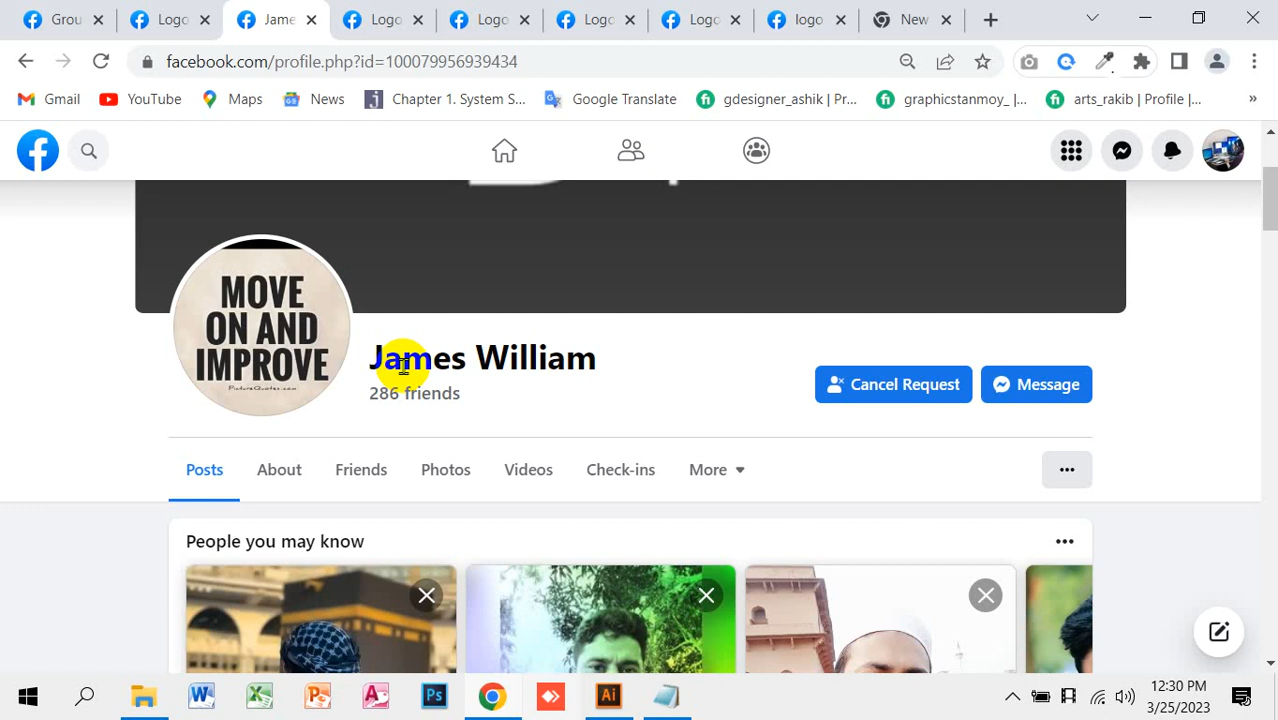 Grou
Logo
Jame
Logo
Logo
Logo
Logo
logo
New
facebook.com/profile.php?id=100079956939434
Gmail
YouTube
Maps
News
Chapter 1. System S...
Google Translate
gdesigner_ashik | Pr...
graphicstanmoy_ |...
arts_rakib | Profile |...
MOVE
ON AND
IMPROVE
PictureQuotes.com
James William
286 friends
Cancel Request
Message
Posts
About
Friends
Photos
Videos
Check-ins
More
People you may know
12:30 PM
3/25/2023